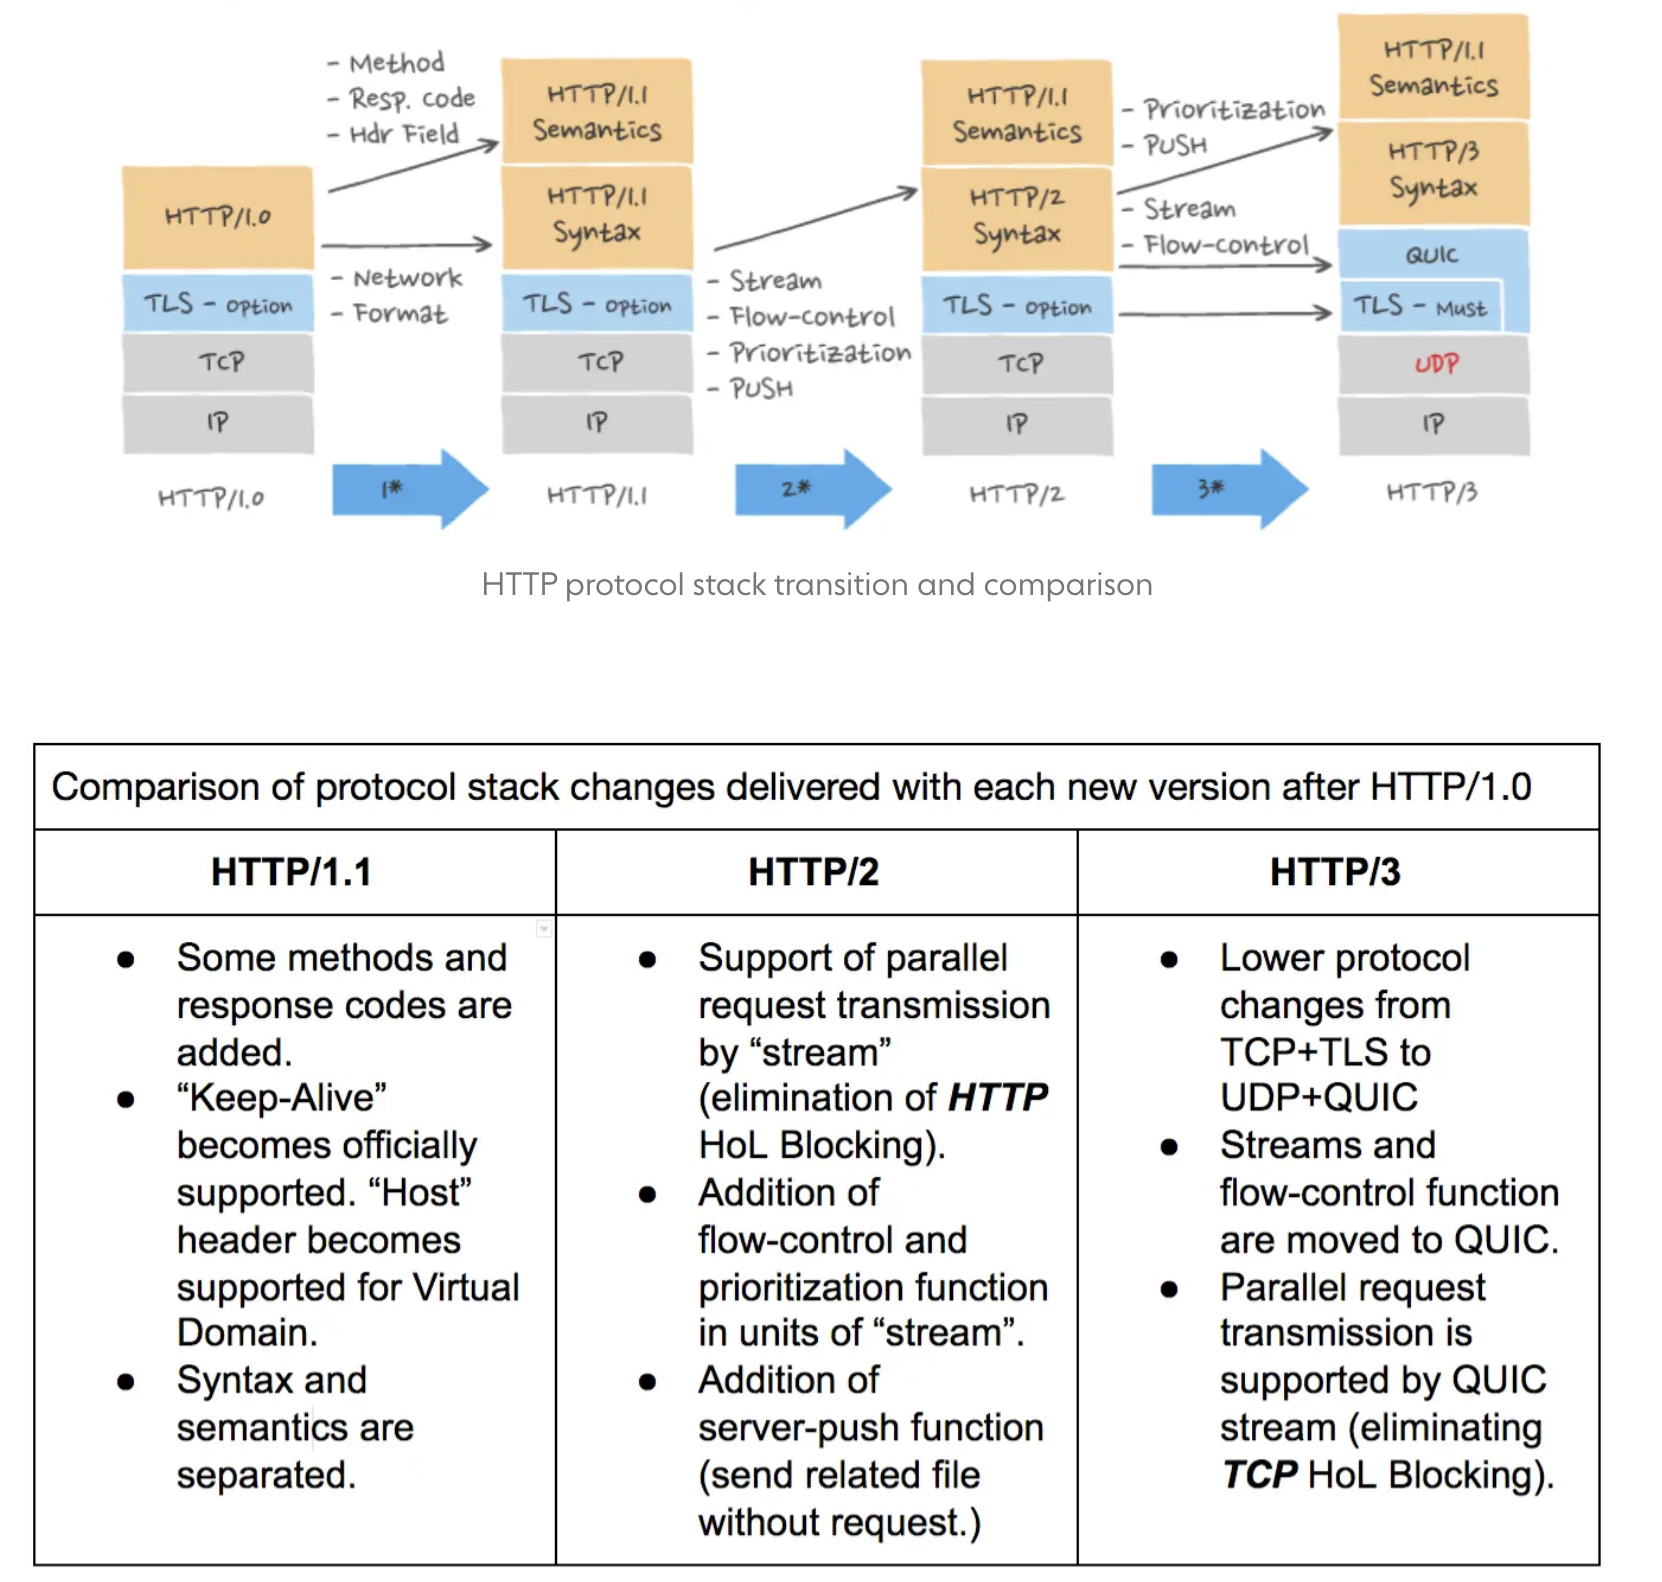 - Method
- Resp. code
- Hdr Field
HTTP/1.0
TLS - option
TCP
IP
HTTP/1.0
- Network
- Format
1*
HTTP/1.1
Semantics
HTTP/1.1
Syntax
TLS - option
TCP
IP
HTTP/1.1
- Stream
- Flow-control
- Prioritization
- PUSH
2*
HTTP/1.1
Semantics
HTTP/2
Syntax
TLS - option
TCP
IP
HTTP/2
- Prioritization
- PUSH
- Stream
- Flow-control
3*
HTTP/1.1
Semantics
HTTP/3
Syntax
QUIC
TLS - Must
UDP
IP
HTTP/3
HTTP protocol stack transition and comparison
Comparison of protocol stack changes delivered with each new version after HTTP/1.0
HTTP/1.1
● Some methods and
response codes are
added.
● “Keep-Alive”
becomes officially
supported. “Host”
header becomes
supported for Virtual
Domain.
● Syntax and
semantics are
separated.
HTTP/2
● Support of parallel
request transmission
by “stream”
(elimination of HTTP
HoL Blocking).
● Addition of
flow-control and
prioritization function
in units of “stream”.
● Addition of
server-push function
(send related file
without request.)
HTTP/3
● Lower protocol
changes from
TCP+TLS to
UDP+QUIC
● Streams and
flow-control function
are moved to QUIC.
● Parallel request
transmission is
supported by QUIC
stream (eliminating
TCP HoL Blocking).